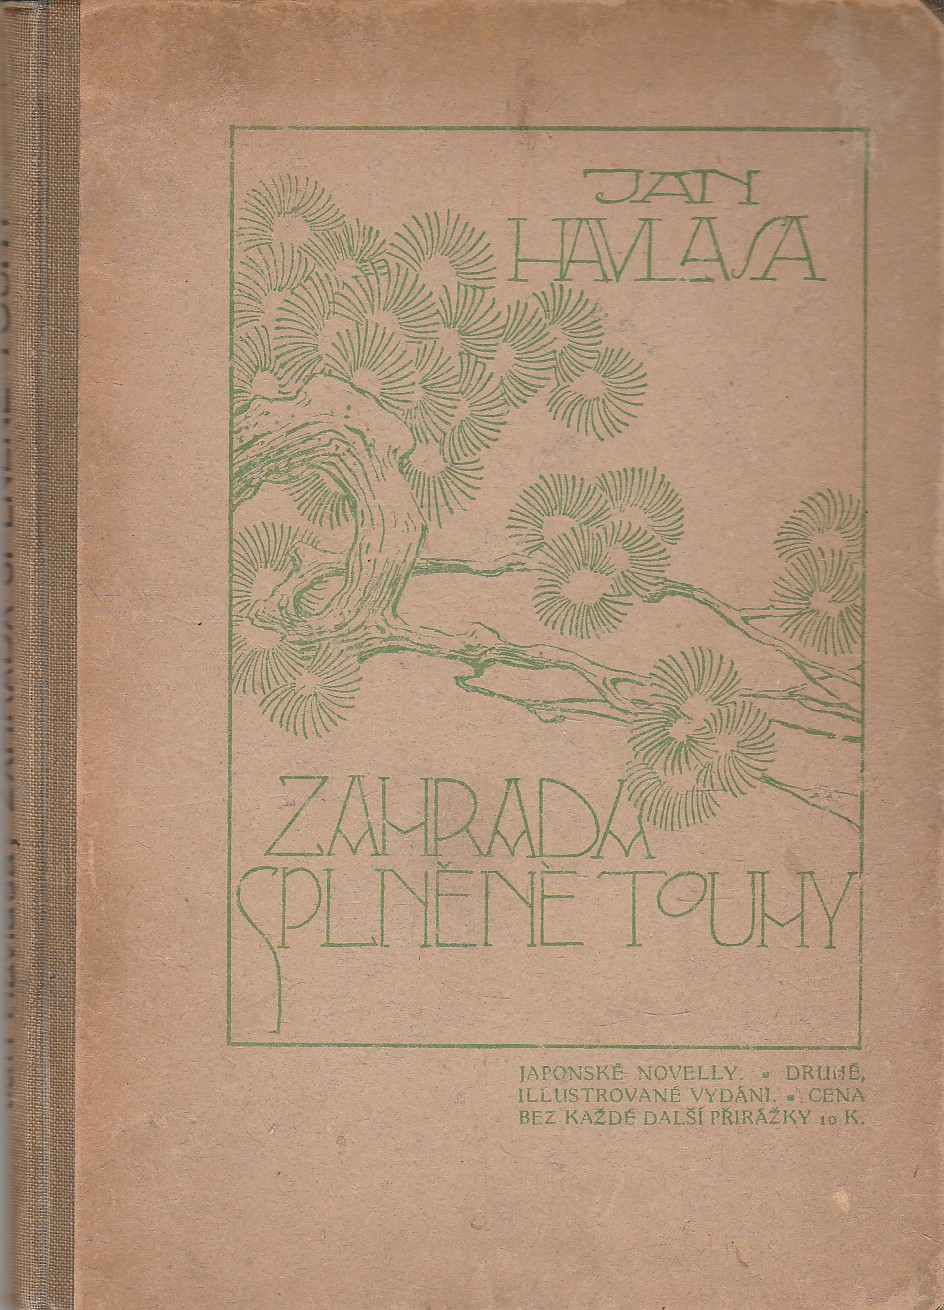 JAN
HAVLASA
ZAHRADA
SPLNĚNÉ TOUHY
JAPONSKÉ NOVELLY. DRUHÉ,
ILLUSTROVANÉ VYDÁNÍ. CENA
BEZ KAŽDÉ DALŠÍ PŘIRÁŽKY 10 K.